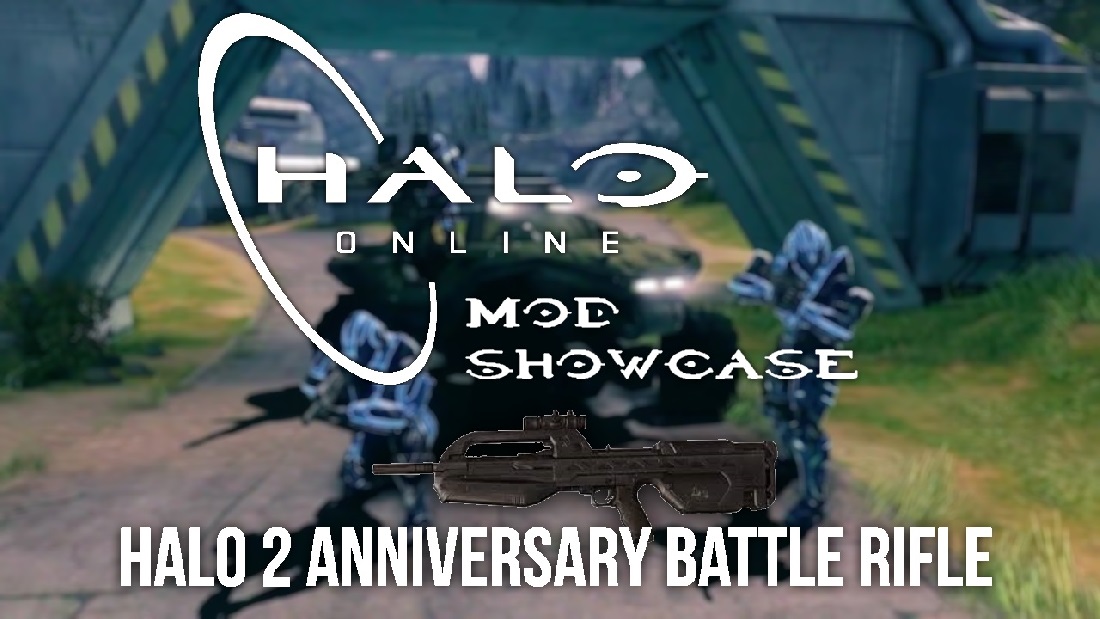 HALO
ONLINE
MOD
SHOWCASE
HALO 2 ANNIVERSARY BATTLE RIFLE